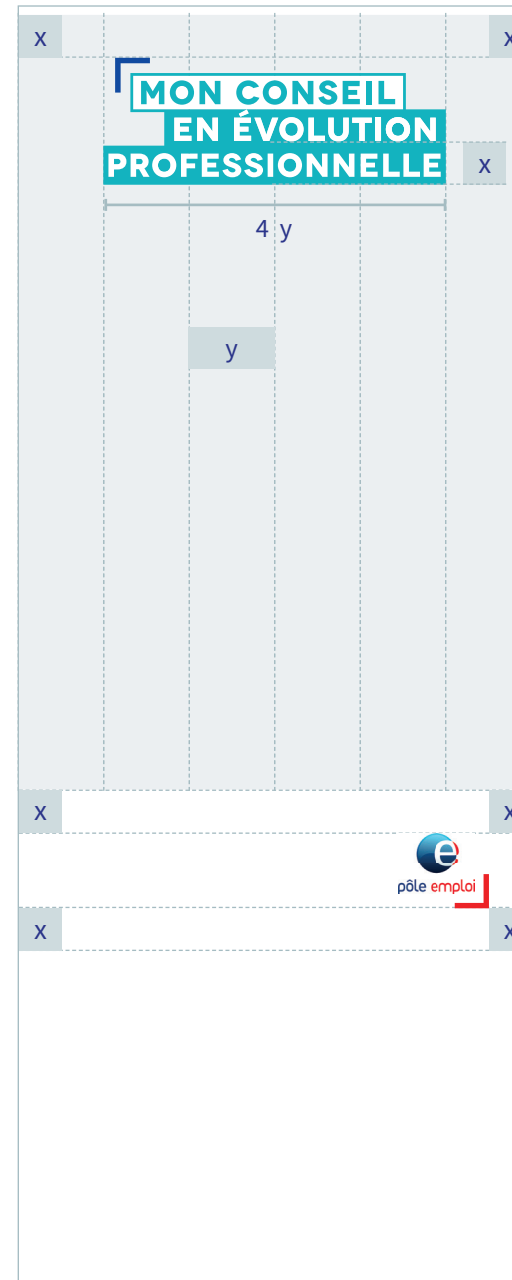 x x
MON CONSEIL
EN ÉVOLUTION
PROFESSIONNELLE
x
4 y
y
x x
e
pôle emploi
x x